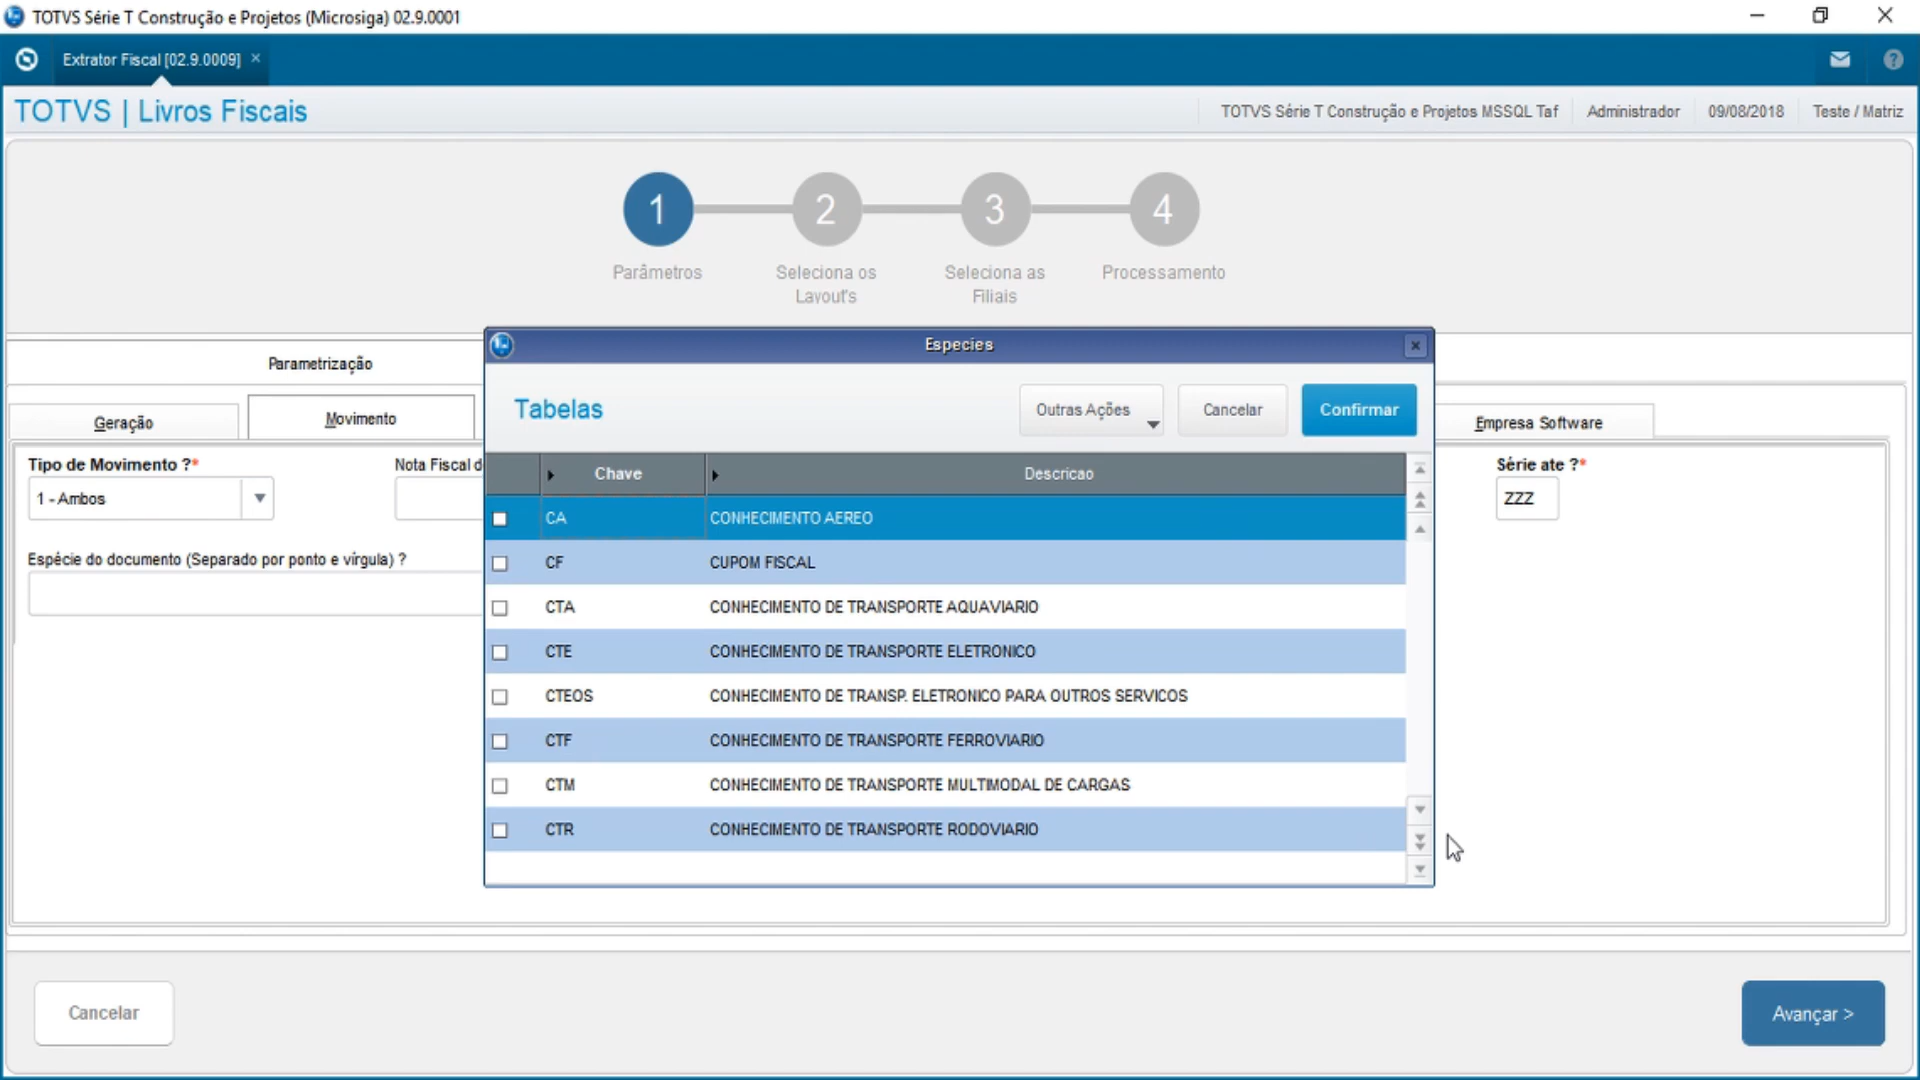 TOTVS Série T Construção e Projetos (Microsiga) 02.9.0001
Extrator Fiscal [02.9.0009] ×
TOTVS | Livros Fiscais
TOTVS Série T Construção e Projetos MSSQL Taf
Administrador
09/08/2018
Teste / Matriz
1
2
3
4
Parâmetros
Seleciona os
Layout's
Seleciona as
Filiais
Processamento
Parametrização
Geração
Movimento
Empresa Software
Tipo de Movimento ?*
1 - Ambos
Nota Fiscal d
Série ate ?*
ZZZ
Espécie do documento (Separado por ponto e vírgula) ?
Especies
Tabelas
Outras Ações
Cancelar
Confirmar
Chave Descricao
CA CONHECIMENTO AEREO
CF CUPOM FISCAL
CTA CONHECIMENTO DE TRANSPORTE AQUAVIARIO
CTE CONHECIMENTO DE TRANSPORTE ELETRONICO
CTEOS CONHECIMENTO DE TRANSP. ELETRONICO PARA OUTROS SERVICOS
CTF CONHECIMENTO DE TRANSPORTE FERROVIARIO
CTM CONHECIMENTO DE TRANSPORTE MULTIMODAL DE CARGAS
CTR CONHECIMENTO DE TRANSPORTE RODOVIARIO
Cancelar
Avançar >